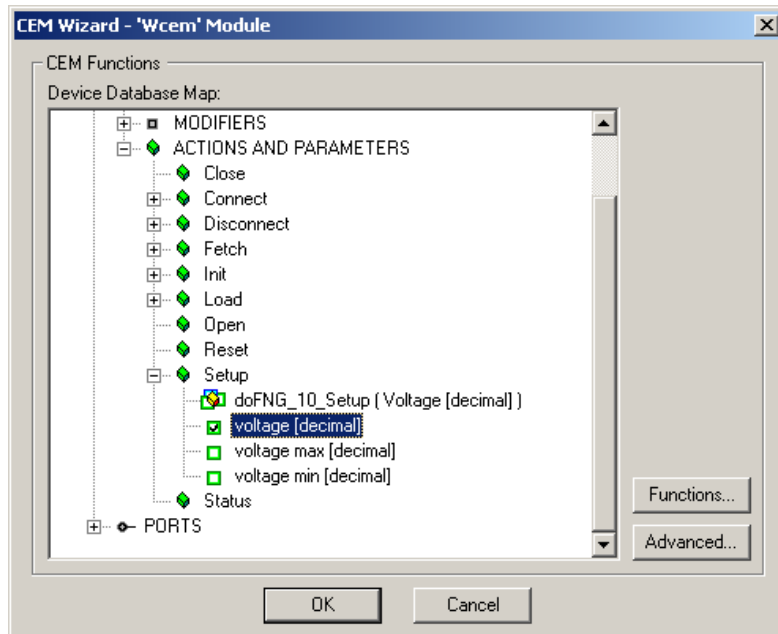 CEM Wizard - 'Wcem' Module
CEM Functions
Device Database Map:
MODIFIERS
ACTIONS AND PARAMETERS
Close
Connect
Disconnect
Fetch
Init
Load
Open
Reset
Setup
doFNG_10_Setup ( Voltage [decimal] )
voltage [decimal]
voltage max [decimal]
voltage min [decimal]
Status
PORTS
Functions...
Advanced...
OK
Cancel